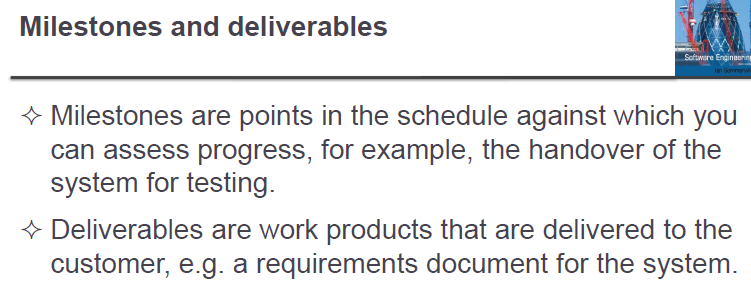 Milestones and deliverables
Software Engineering
Ian Sommerville
✧ Milestones are points in the schedule against which you
can assess progress, for example, the handover of the
system for testing.
✧ Deliverables are work products that are delivered to the
customer, e.g. a requirements document for the system.